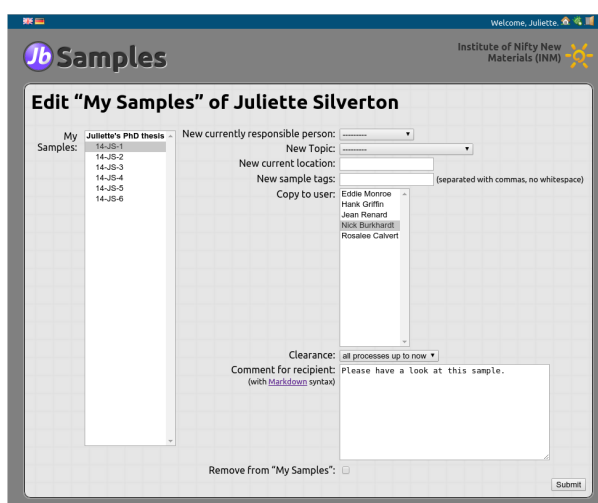 Welcome, Juliette.
Jb Samples
Institute of Nifty New
Materials (INM)
Edit “My Samples” of Juliette Silverton
My
Samples:
Juliette's PhD thesis
14-JS-1
14-JS-2
14-JS-3
14-JS-4
14-JS-5
14-JS-6
New currently responsible person: ---------
New Topic: ---------
New current location:
New sample tags: (separated with commas, no whitespace)
Copy to user:
Eddie Monroe
Hank Griffin
Jean Renard
Nick Burkhardt
Rosalee Calvert
Clearance: all processes up to now
Comment for recipient: Please have a look at this sample.
(with Markdown syntax)
Remove from “My Samples”:
Submit